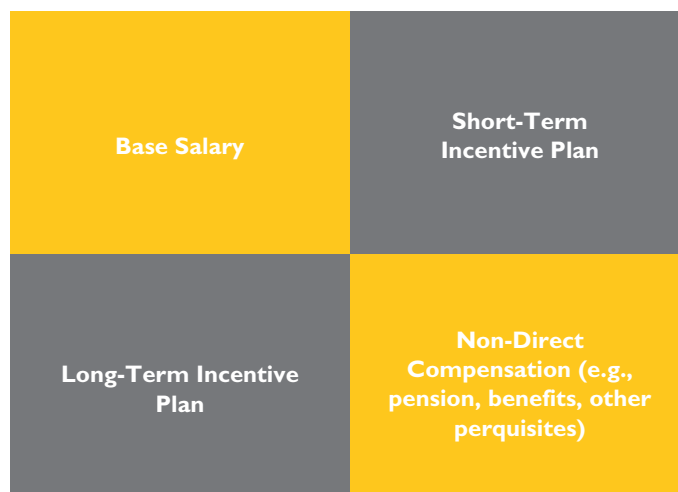 Base Salary
Short-Term
Incentive Plan
Long-Term Incentive
Plan
Non-Direct
Compensation (e.g.,
pension, benefits, other
perquisites)